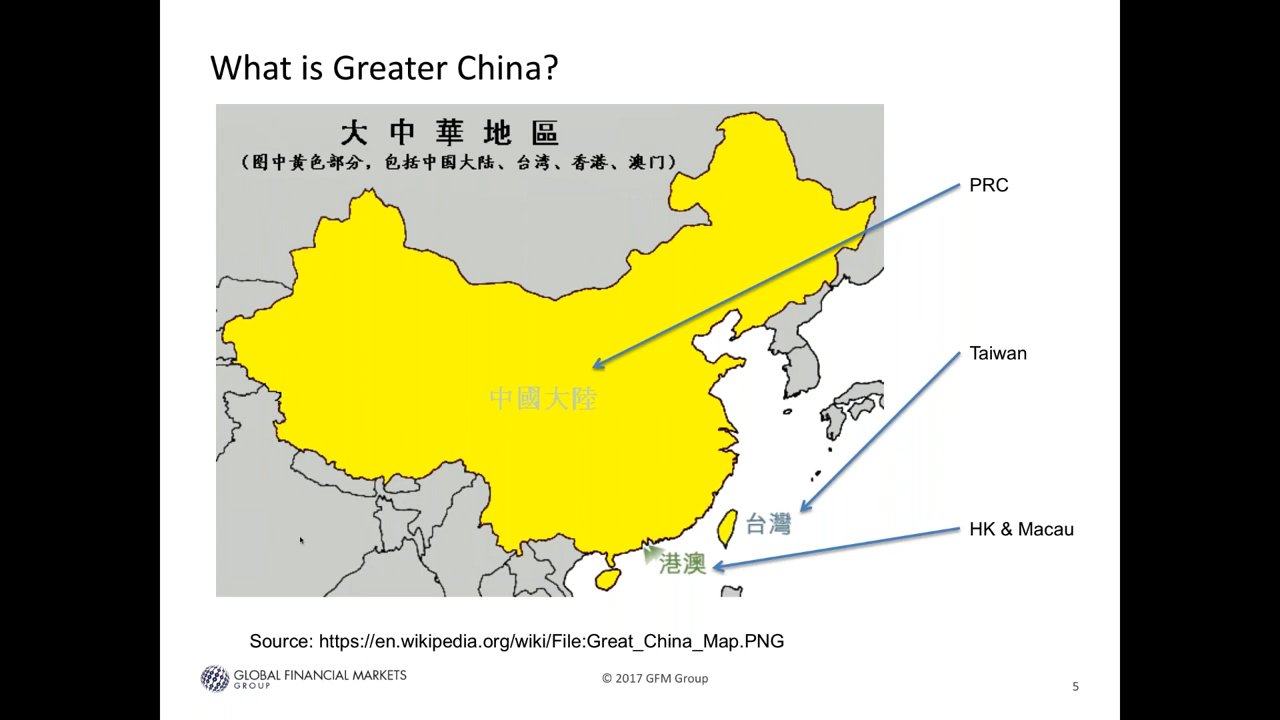 What is Greater China?
大中華地區
(图中黄色部分，包括中国大陆、台湾、香港、澳门)
PRC
中國大陸
Taiwan
台灣
HK & Macau
港澳
Source: https://en.wikipedia.org/wiki/File:Great_China_Map.PNG
GLOBAL FINANCIAL MARKETS
GROUP
© 2017 GFM Group
5